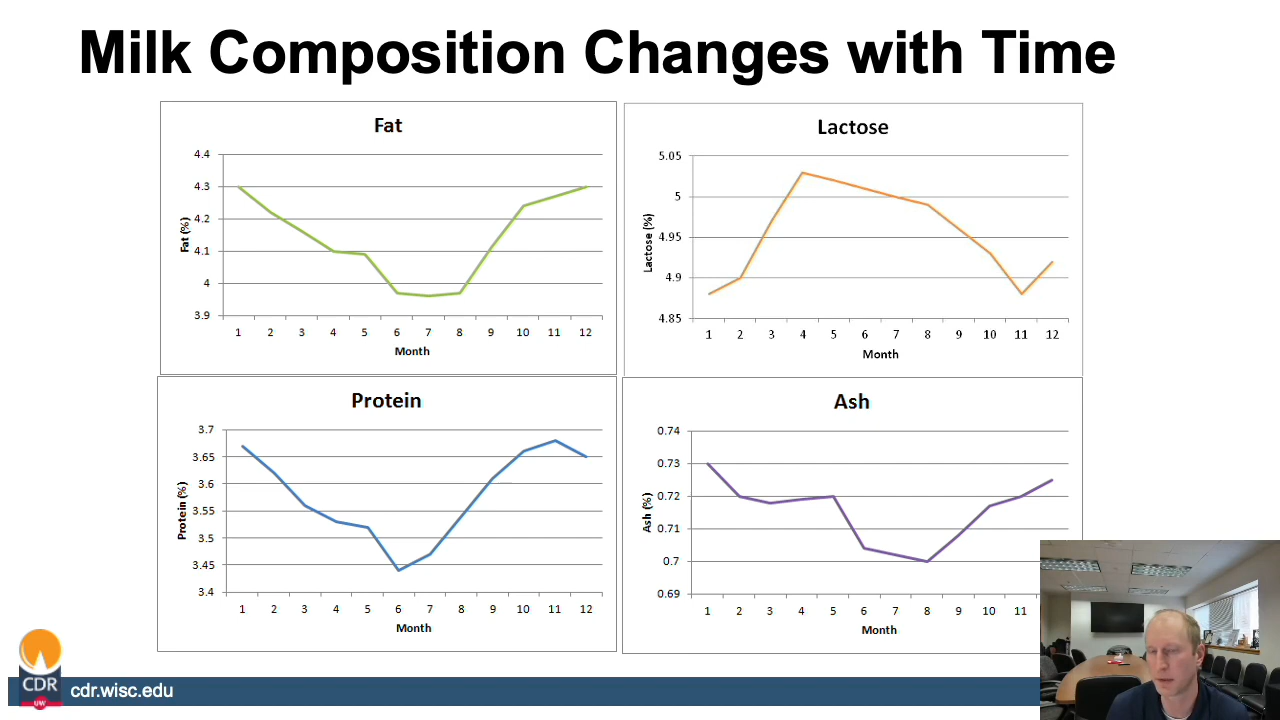 Milk Composition Changes with Time
Fat
4.4
4.3
4.2
4.1
4
3.9
Fat (%)
1 2 3 4 5 6 7 8 9 10 11 12
Month
Lactose
5.05
5
4.95
4.9
4.85
Lactose (%)
1 2 3 4 5 6 7 8 9 10 11 12
Month
Protein
3.7
3.65
3.6
3.55
3.5
3.45
3.4
Protein (%)
1 2 3 4 5 6 7 8 9 10 11 12
Month
Ash
0.74
0.73
0.72
0.71
0.7
0.69
Ash (%)
1 2 3 4 5 6 7 8 9 10 11
Month
CDR
UW
cdr.wisc.edu